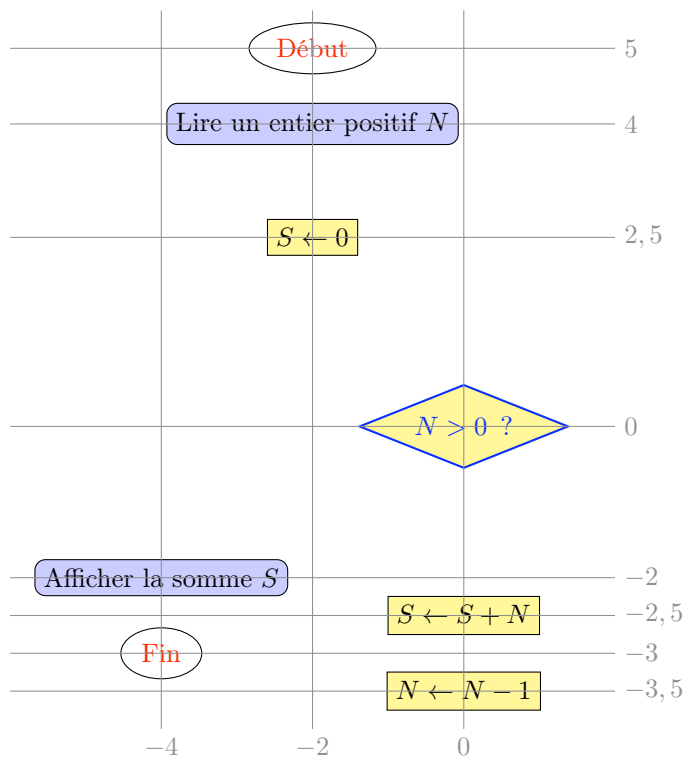 Début
5
Lire un entier positif N
4
S ← 0
2,5
N > 0 ?
0
Afficher la somme S
−2
S ← S + N
−2,5
Fin
−3
N ← N − 1
−3,5
−4 −2 0